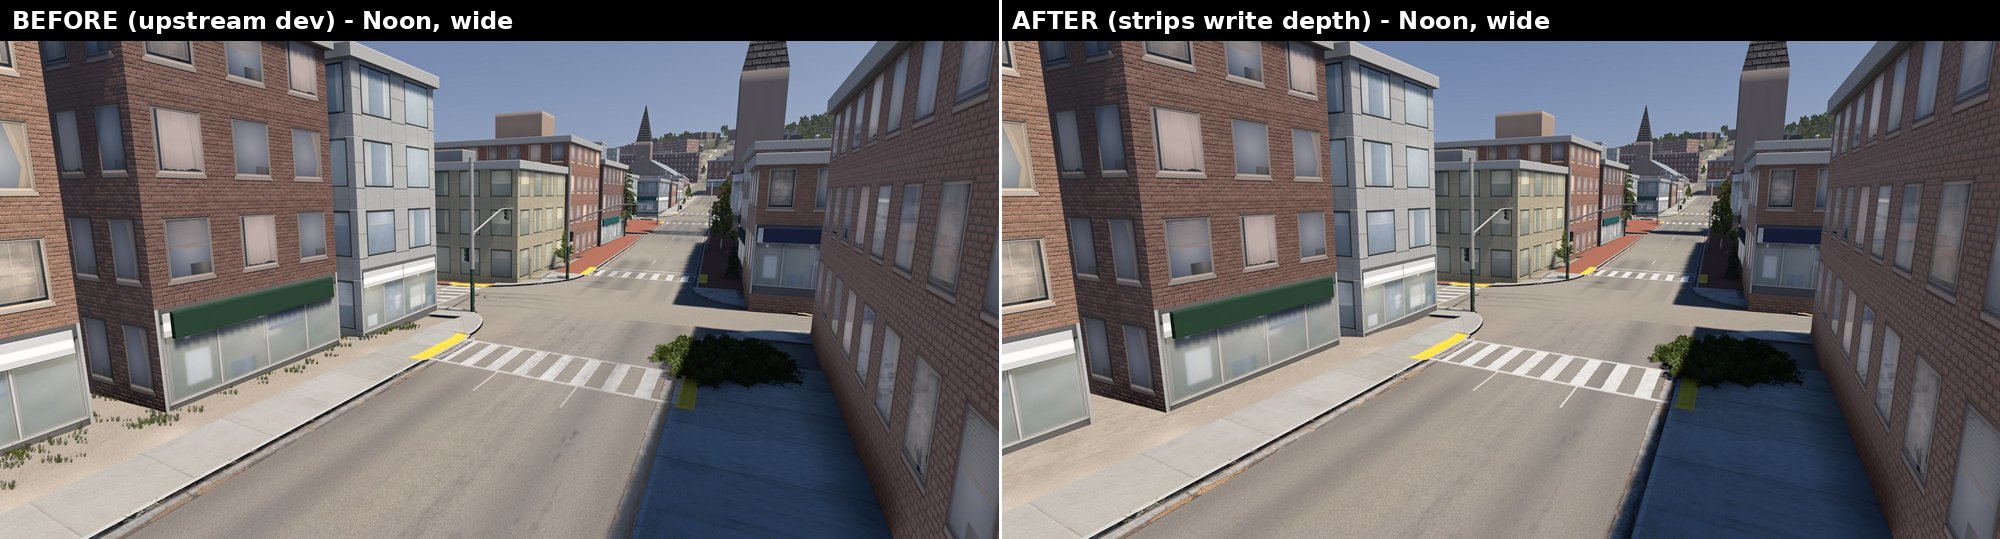 BEFORE (upstream dev) - Noon, wide
AFTER (strips write depth) - Noon, wide